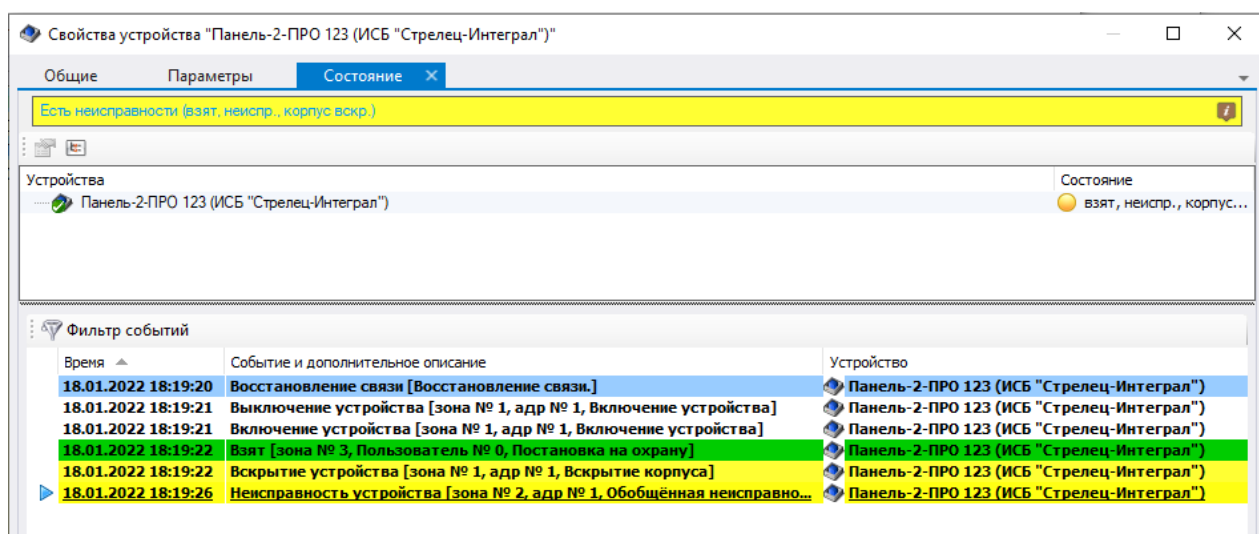 Свойства устройства "Панель-2-ПРО 123 (ИСБ "Стрелец-Интеграл")"
Общие Параметры Состояние
Есть неисправности (взят, неиспр., корпус вскр.)
Устройства Состояние
Панель-2-ПРО 123 (ИСБ "Стрелец-Интеграл") взят, неиспр., корпус...
Фильтр событий
Время Событие и дополнительное описание Устройство
18.01.2022 18:19:20 Восстановление связи [Восстановление связи.] Панель-2-ПРО 123 (ИСБ "Стрелец-Интеграл")
18.01.2022 18:19:21 Выключение устройства [зона № 1, адр № 1, Включение устройства] Панель-2-ПРО 123 (ИСБ "Стрелец-Интеграл")
18.01.2022 18:19:21 Включение устройства [зона № 1, адр № 1, Включение устройства] Панель-2-ПРО 123 (ИСБ "Стрелец-Интеграл")
18.01.2022 18:19:22 Взят [зона № 3, Пользователь № 0, Постановка на охрану] Панель-2-ПРО 123 (ИСБ "Стрелец-Интеграл")
18.01.2022 18:19:22 Вскрытие устройства [зона № 1, адр № 1, Вскрытие корпуса] Панель-2-ПРО 123 (ИСБ "Стрелец-Интеграл")
18.01.2022 18:19:26 Неисправность устройства [зона № 2, адр № 1, Обобщённая неисправно... Панель-2-ПРО 123 (ИСБ "Стрелец-Интеграл")